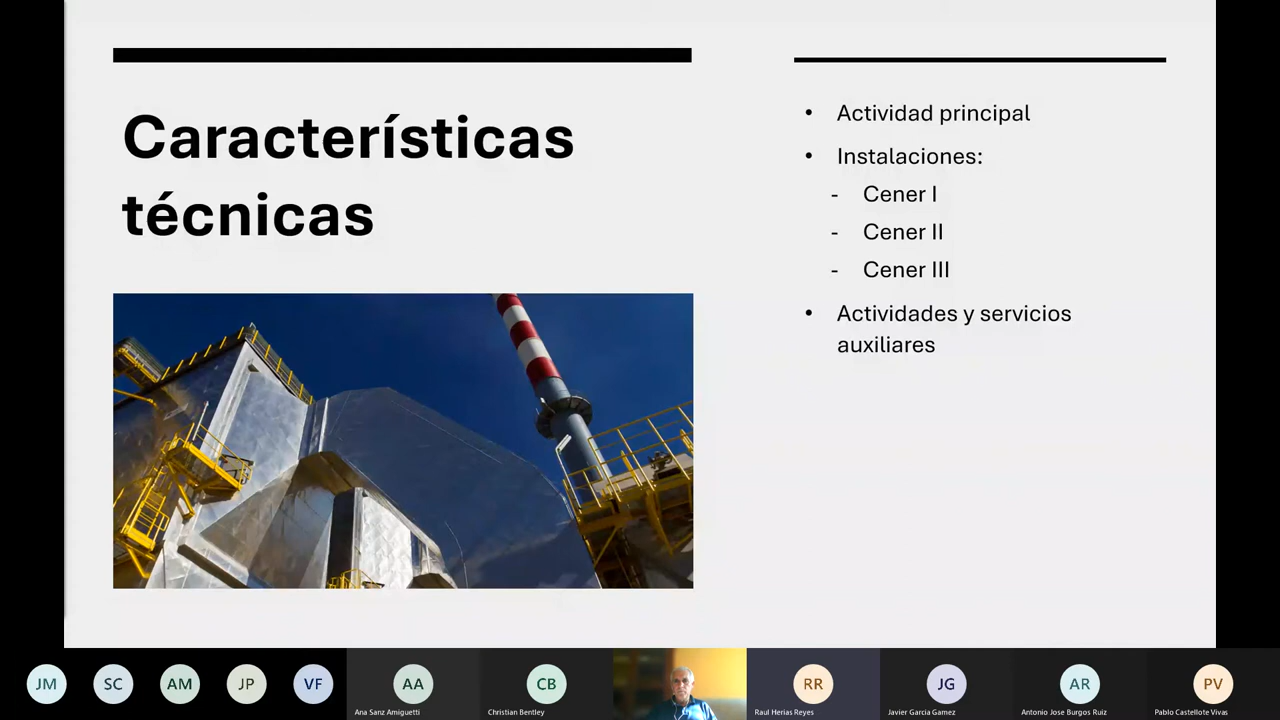 Características
técnicas
• Actividad principal
• Instalaciones:
- Cener I
- Cener II
- Cener III
• Actividades y servicios
auxiliares
JM
SC
AM
JP
VF
AA
Ana Sanz Amiguetti
CB
Christian Bentley
RR
Raul Herias Reyes
JG
Javier Garcia Gamez
AR
Antonio Jose Burgos Ruiz
PV
Pablo Castellote Vivas